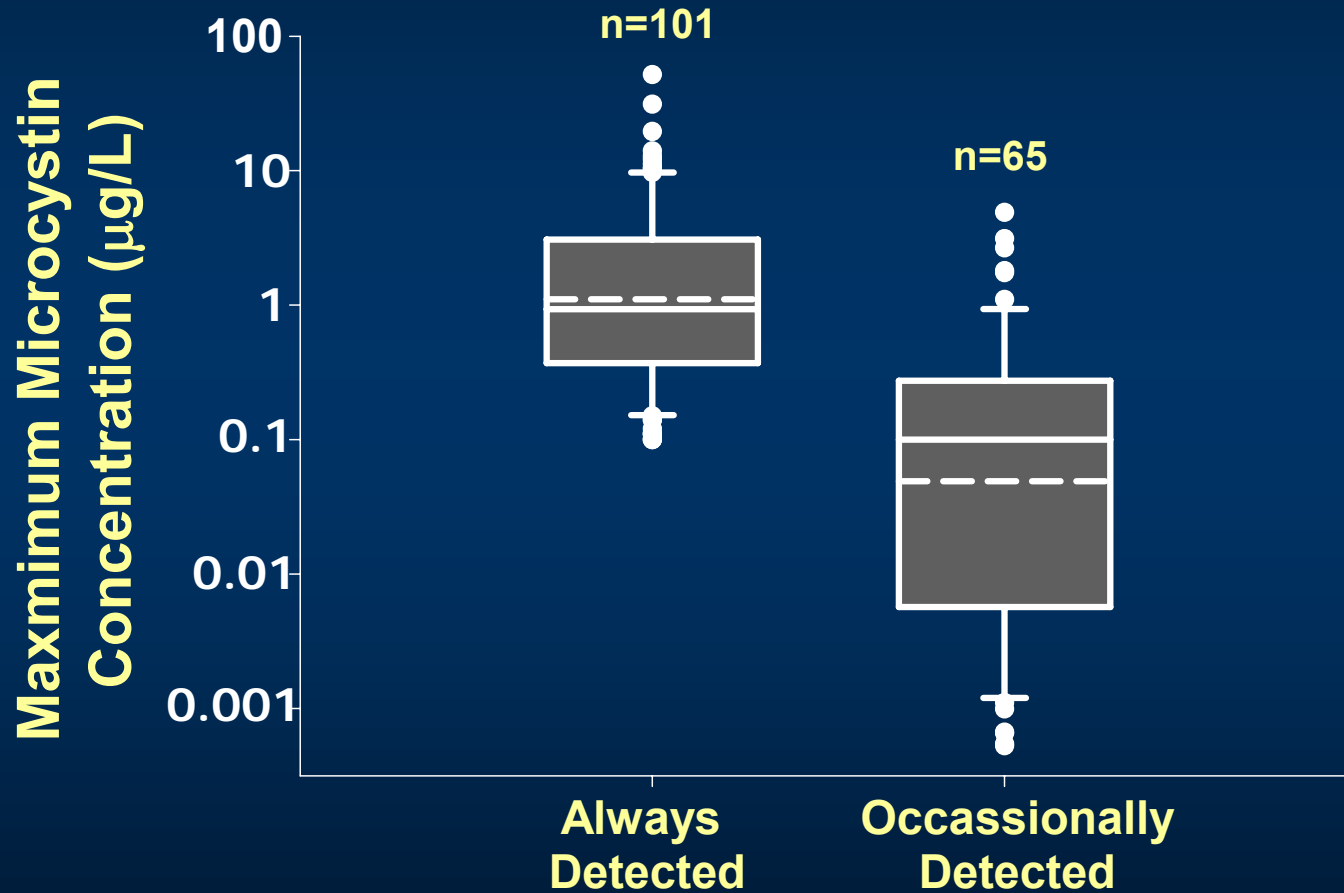 Maxmimum Microcystin
Concentration (μg/L)
100
10
1
0.1
0.01
0.001
n=101
n=65
Always
Detected
Occassionally
Detected